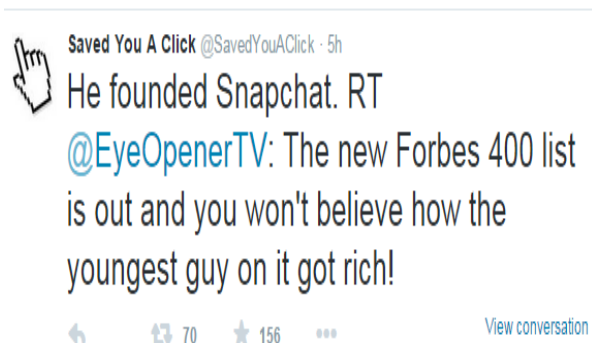 Saved You A Click @SavedYouAClick · 5h
He founded Snapchat. RT
@EyeOpenerTV: The new Forbes 400 list
is out and you won't believe how the
youngest guy on it got rich!
70 156 View conversation